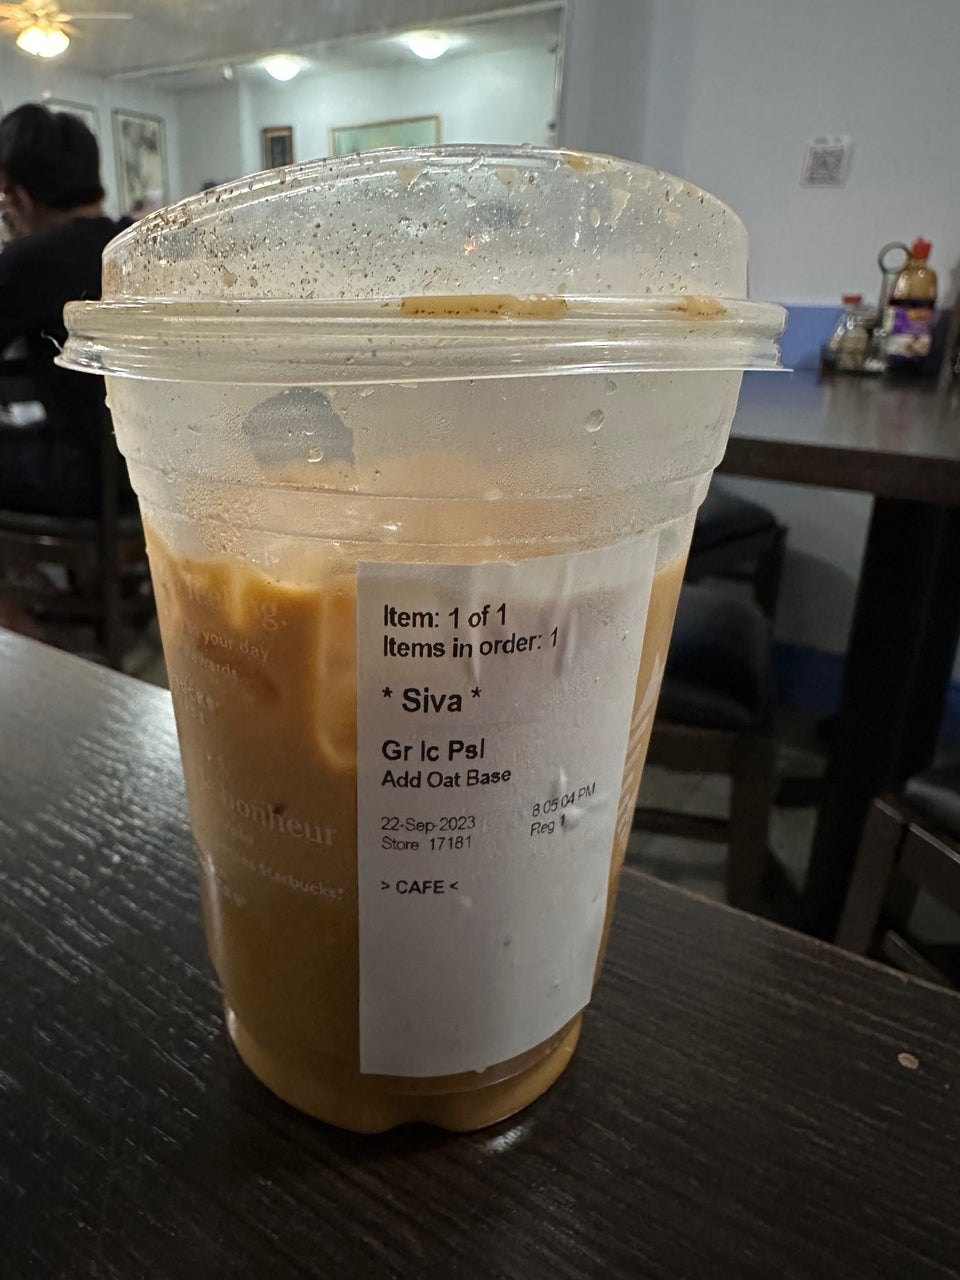 Item: 1 of 1
Items in order: 1
* Siva *
Gr Ic Psl
Add Oat Base
22-Sep-2023 8:05:04 PM
Store 17181 Reg 1
> CAFE <
your day
bonheur
Starbucks*